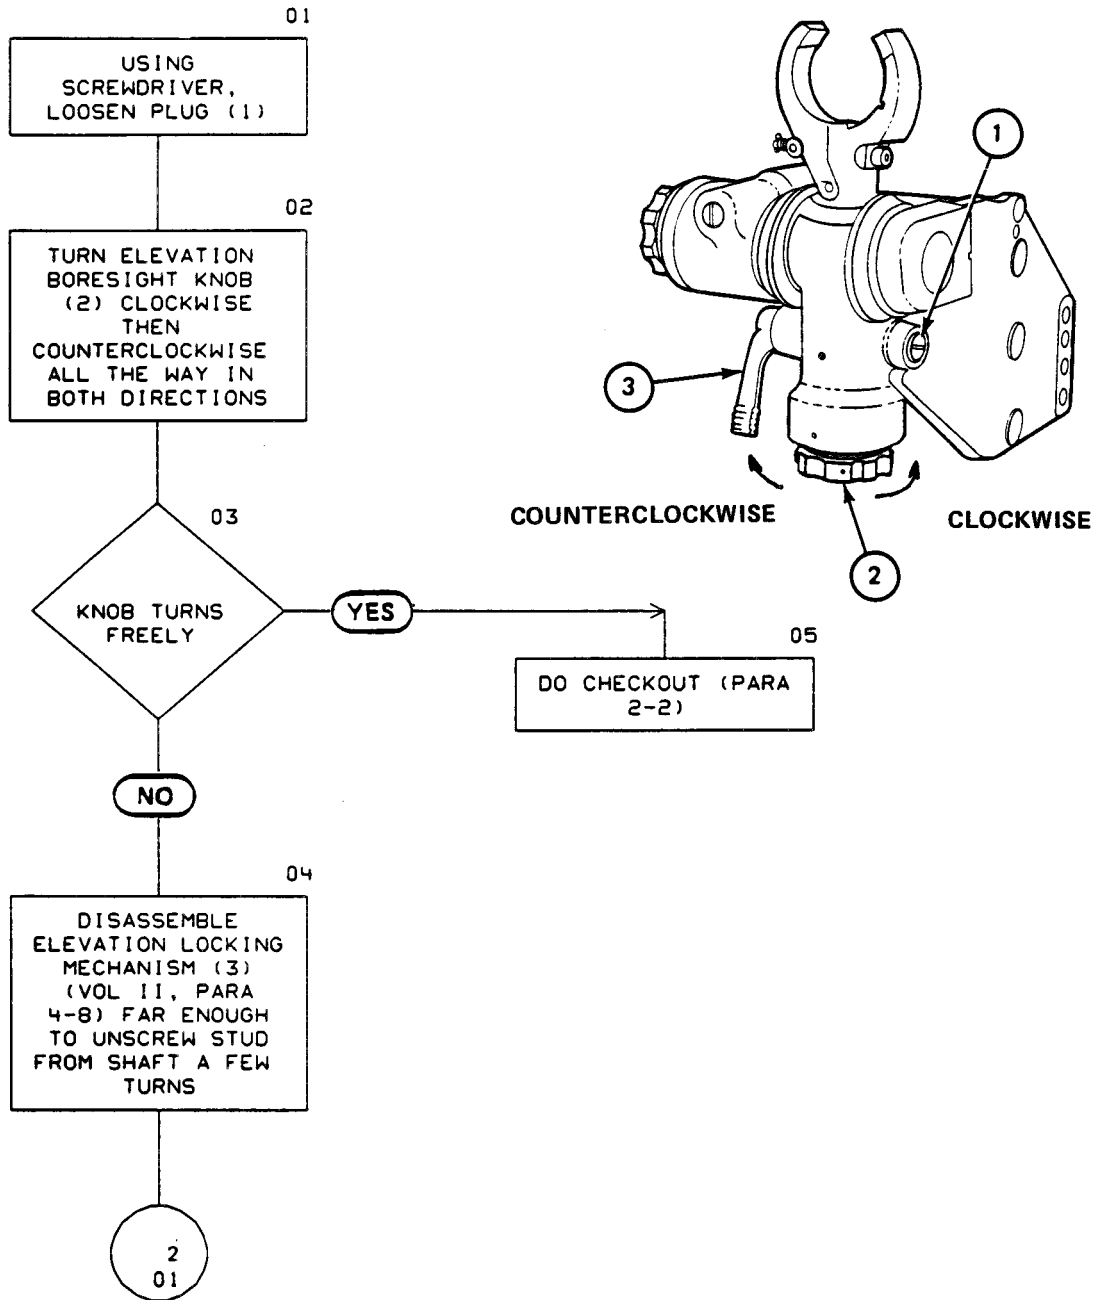 01
USING
SCREWDRIVER,
LOOSEN PLUG (1)
02
TURN ELEVATION
BORESIGHT KNOB
(2) CLOCKWISE
THEN
COUNTERCLOCKWISE
ALL THE WAY IN
BOTH DIRECTIONS
03
KNOB TURNS
FREELY
YES
05
DO CHECKOUT (PARA
2-2)
NO
04
DISASSEMBLE
ELEVATION LOCKING
MECHANISM (3)
(VOL II, PARA
4-8) FAR ENOUGH
TO UNSCREW STUD
FROM SHAFT A FEW
TURNS
2
01
1
3
COUNTERCLOCKWISE
CLOCKWISE
2